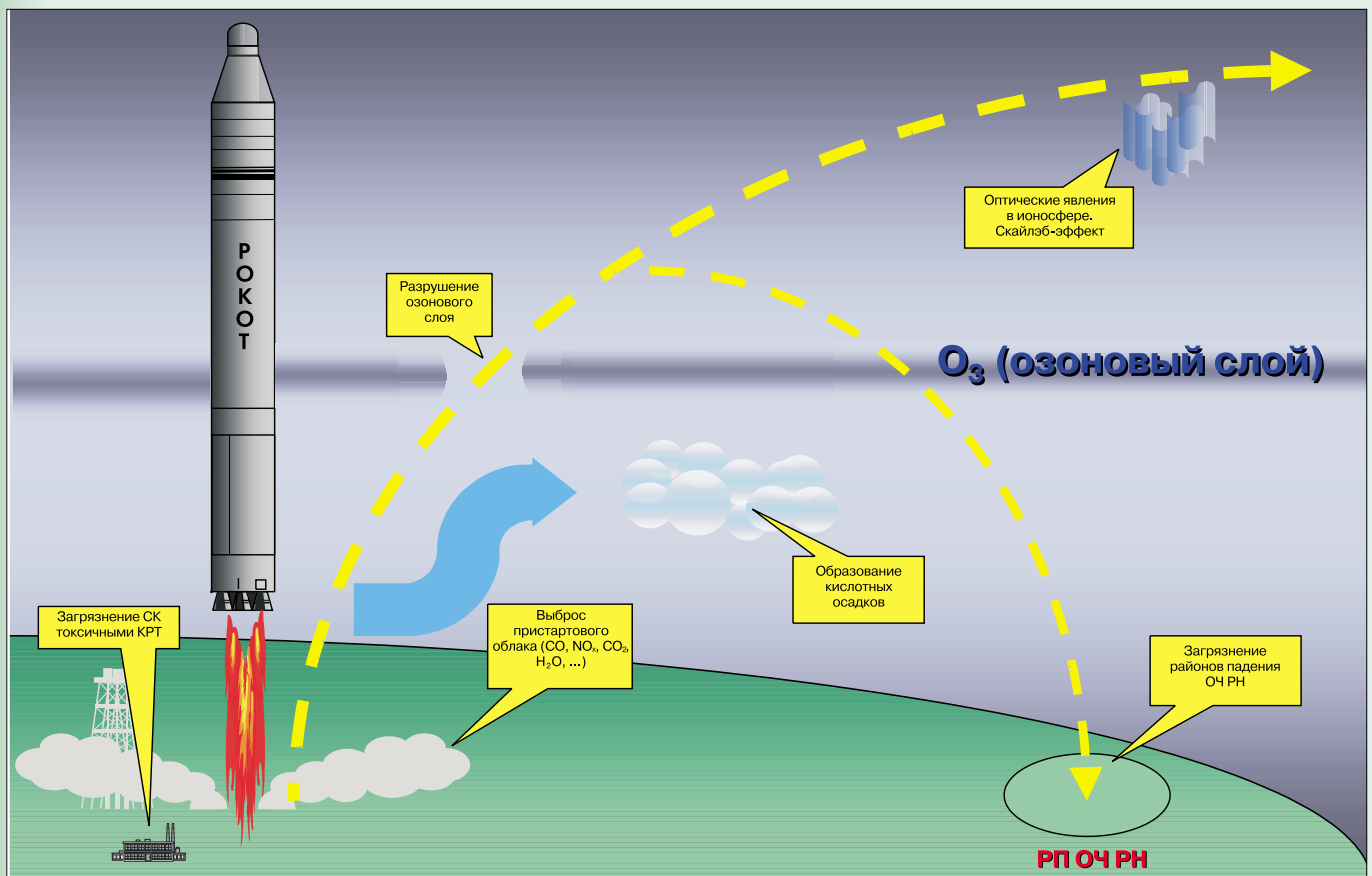 Оптические явления
в ионосфере.
Скайлэб-эффект
Р
О
К
О
Т
Разрушение
озонового
слоя
O₃ (озоновый слой)
Образование
кислотных
осадков
Загрязнение СК
токсичными КРТ
Выброс
пристартового
облака (CO, NOₓ, CO₂,
H₂O, ...)
Загрязнение
районов падения
ОЧ РН
РП ОЧ РН